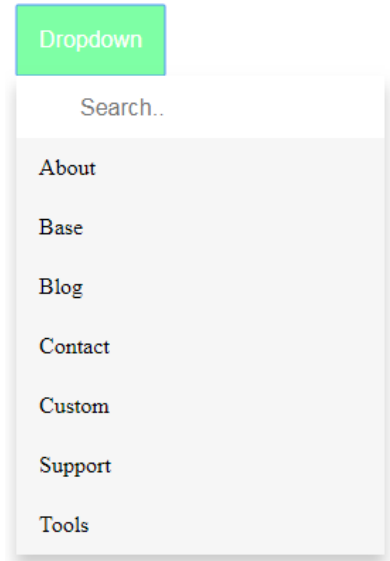 Dropdown
Search..
About
Base
Blog
Contact
Custom
Support
Tools